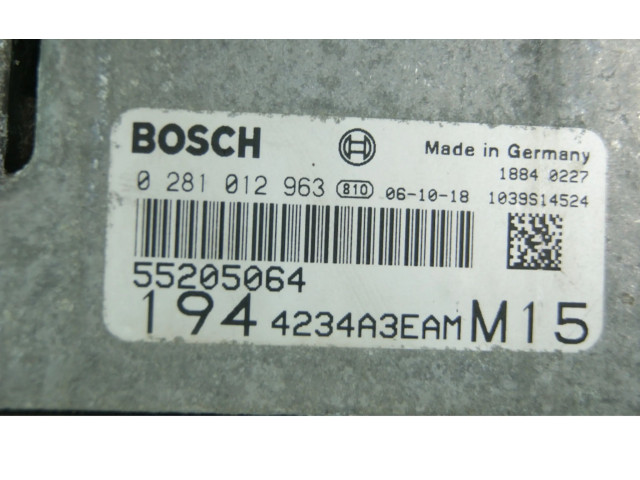 BOSCH Made in Germany
1884 0227
0 281 012 963 810 06-10-18 1039S14524
55205064
194 4234A3EAM M15